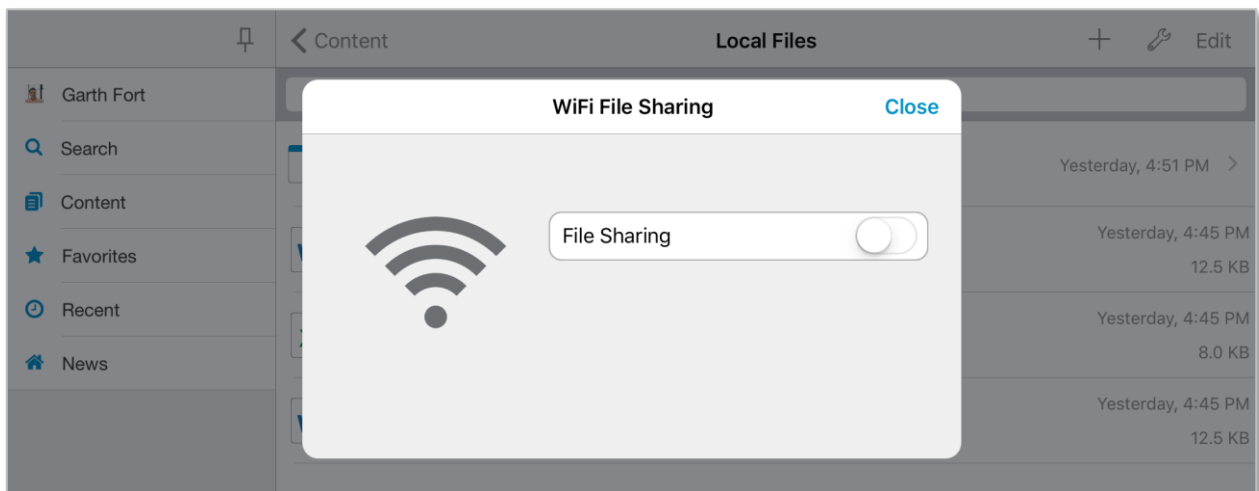 Content
Local Files
Edit
Garth Fort
Search
Content
Favorites
Recent
News
WiFi File Sharing
Close
File Sharing
Yesterday, 4:51 PM
Yesterday, 4:45 PM
12.5 KB
Yesterday, 4:45 PM
8.0 KB
Yesterday, 4:45 PM
12.5 KB